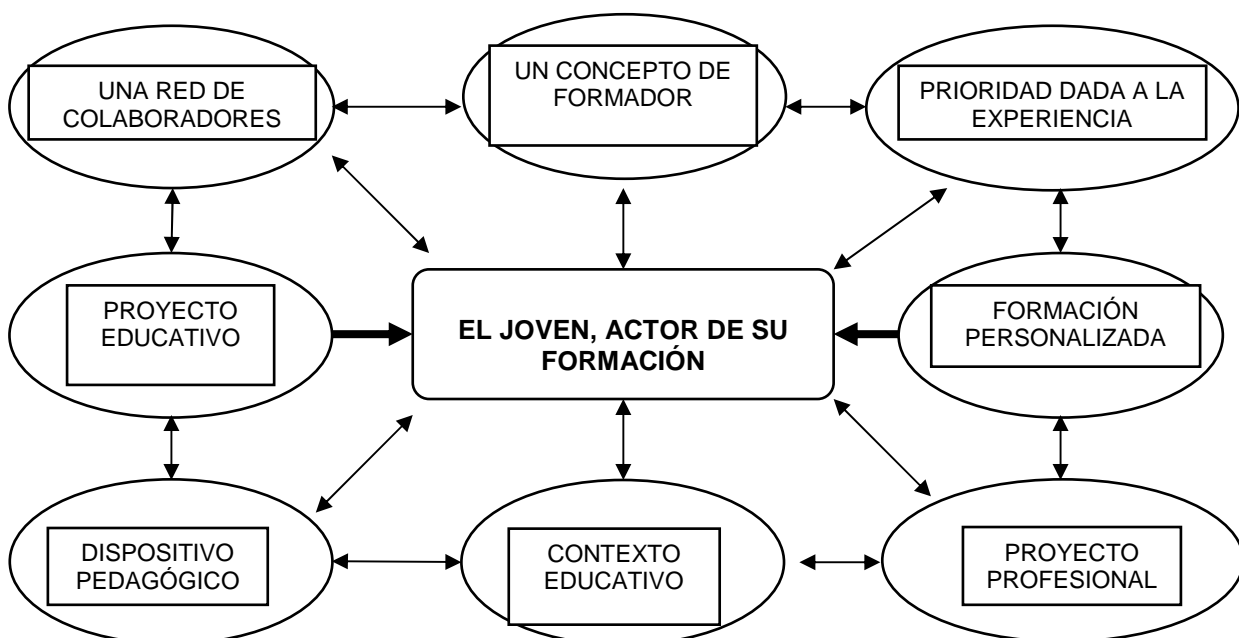 UNA RED DE
COLABORADORES
UN CONCEPTO DE
FORMADOR
PRIORIDAD DADA A LA
EXPERIENCIA
PROYECTO
EDUCATIVO
EL JOVEN, ACTOR DE SU
FORMACIÓN
FORMACIÓN
PERSONALIZADA
DISPOSITIVO
PEDAGÓGICO
CONTEXTO
EDUCATIVO
PROYECTO
PROFESIONAL